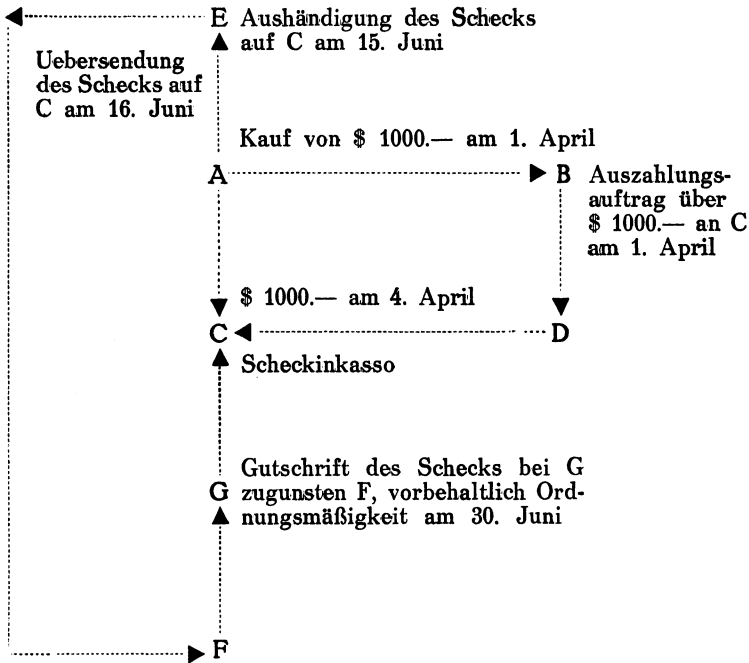 E Aushändigung des Schecks
auf C am 15. Juni
Uebersendung
des Schecks auf
C am 16. Juni
Kauf von $ 1000.— am 1. April
A
B Auszahlungs-
auftrag über
$ 1000.— an C
am 1. April
$ 1000.— am 4. April
C
D
Scheckinkasso
Gutschrift des Schecks bei G
G zugunsten F, vorbehaltlich Ord-
nungsmäßigkeit am 30. Juni
F